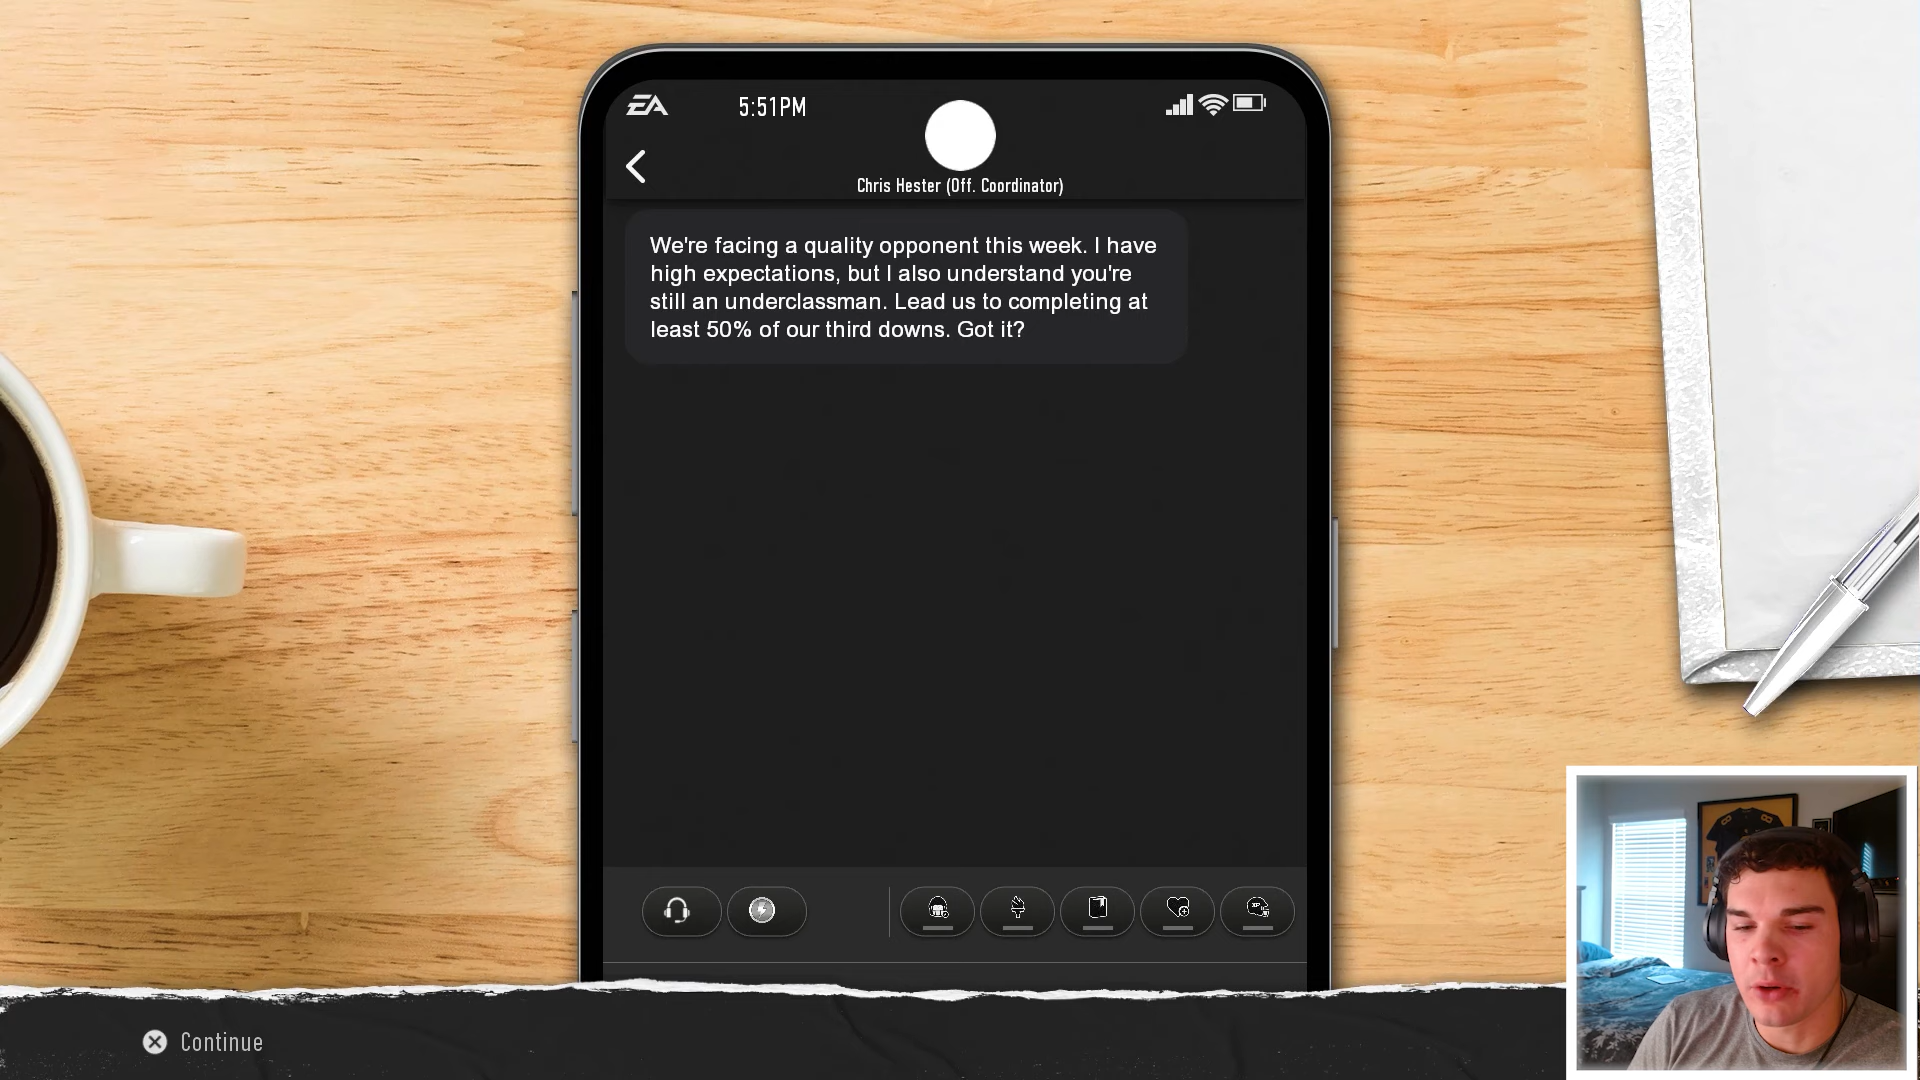 EA
5:51PM
Chris Hester (Off. Coordinator)
We're facing a quality opponent this week. I have
high expectations, but I also understand you're
still an underclassman. Lead us to completing at
least 50% of our third downs. Got it?
XP
Continue